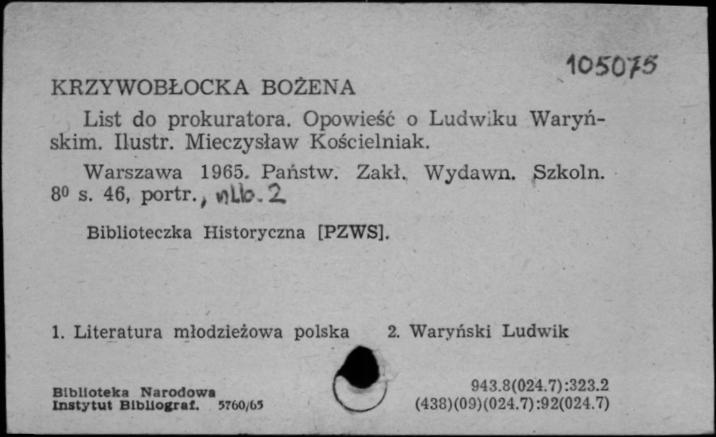 105075
KRZYWOBŁOCKA BOŻENA
List do prokuratora. Opowieść o Ludwiku Waryń-
skim. Ilustr. Mieczysław Kościelniak.
Warszawa 1965. Państw. Zakł. Wydawn. Szkoln.
8⁰ s. 46, portr., nlb. 2
Biblioteczka Historyczna [PZWS].
1. Literatura młodzieżowa polska 2. Waryński Ludwik
943.8(024.7):323.2
(438)(09)(024.7):92(024.7)
Biblioteka Narodowa
Instytut Bibliograf. 5760/65